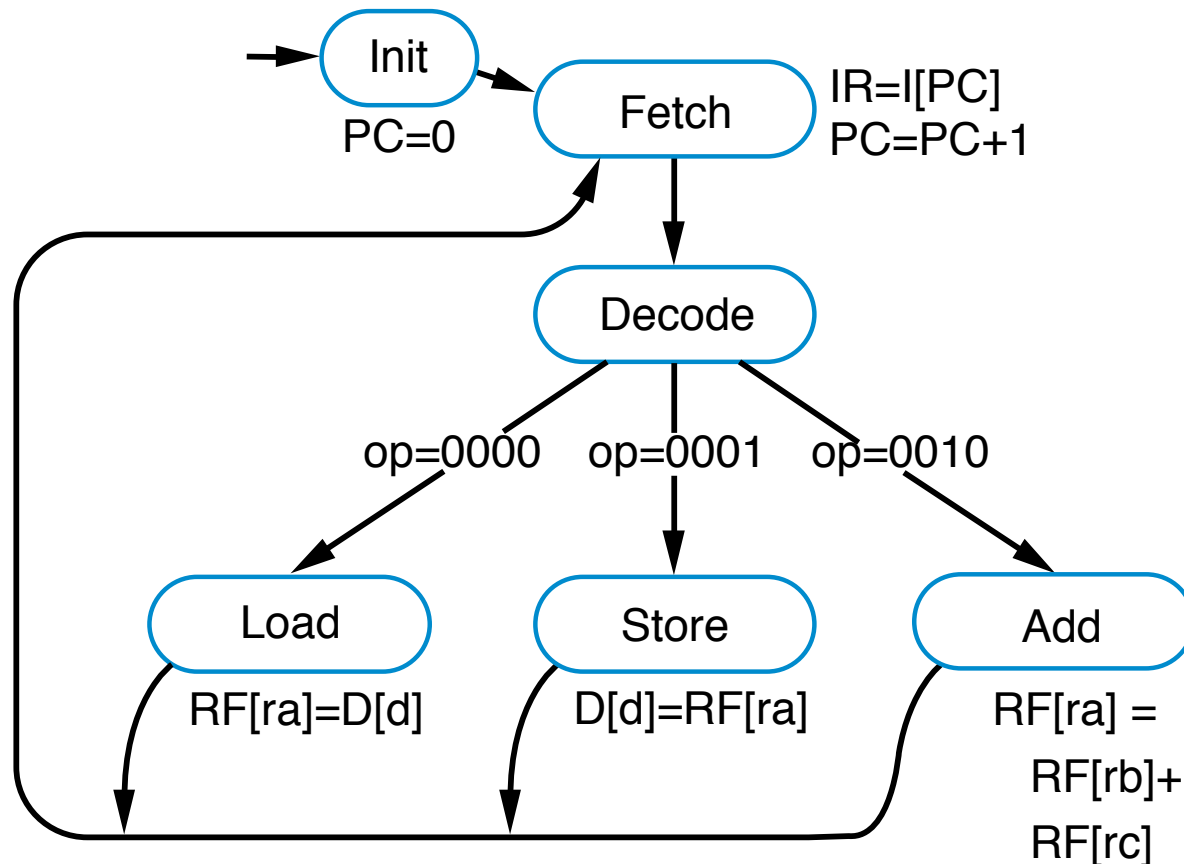 Init
PC=0
Fetch
IR=I[PC]
PC=PC+1
Decode
op=0000
op=0001
op=0010
Load
RF[ra]=D[d]
Store
D[d]=RF[ra]
Add
RF[ra] =
RF[rb]+
RF[rc]